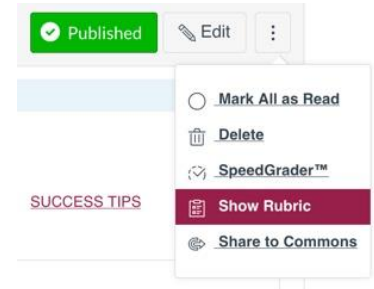 Published Edit
Mark All as Read
Delete
SpeedGrader™
SUCCESS TIPS
Show Rubric
Share to Commons